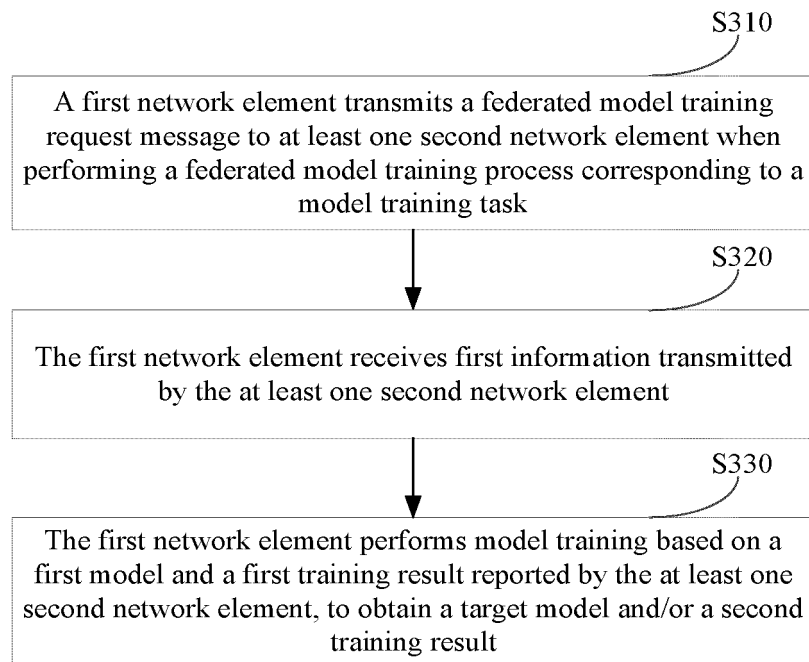 S310
A first network element transmits a federated model training
request message to at least one second network element when
performing a federated model training process corresponding to a
model training task
S320
The first network element receives first information transmitted
by the at least one second network element
S330
The first network element performs model training based on a
first model and a first training result reported by the at least one
second network element, to obtain a target model and/or a second
training result